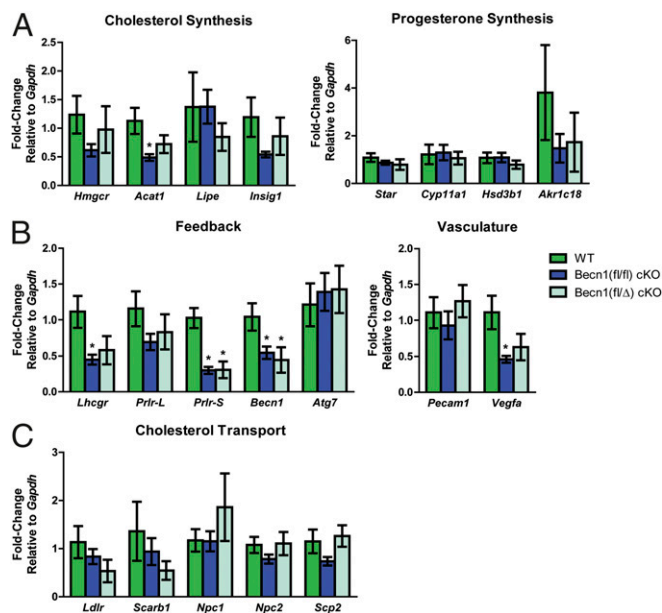 A
Cholesterol Synthesis
Fold-Change
Relative to Gapdh
2.5
2.0
1.5
1.0
0.5
0.0
*
Hmgcr Acat1 Lipe Insig1
Progesterone Synthesis
Fold-Change
Relative to Gapdh
6
4
2
0
Star Cyp11a1 Hsd3b1 Akr1c18
B
Feedback
Fold-Change
Relative to Gapdh
2.0
1.5
1.0
0.5
0.0
* * * * *
Lhcgr Prlr-L Prlr-S Becn1 Atg7
Vasculature
Fold-Change
Relative to Gapdh
2.0
1.5
1.0
0.5
0.0
*
Pecam1 Vegfa
WT
Becn1(fl/fl) cKO
Becn1(fl/Δ) cKO
C
Cholesterol Transport
Fold-Change
Relative to Gapdh
3
2
1
0
Ldlr Scarb1 Npc1 Npc2 Scp2